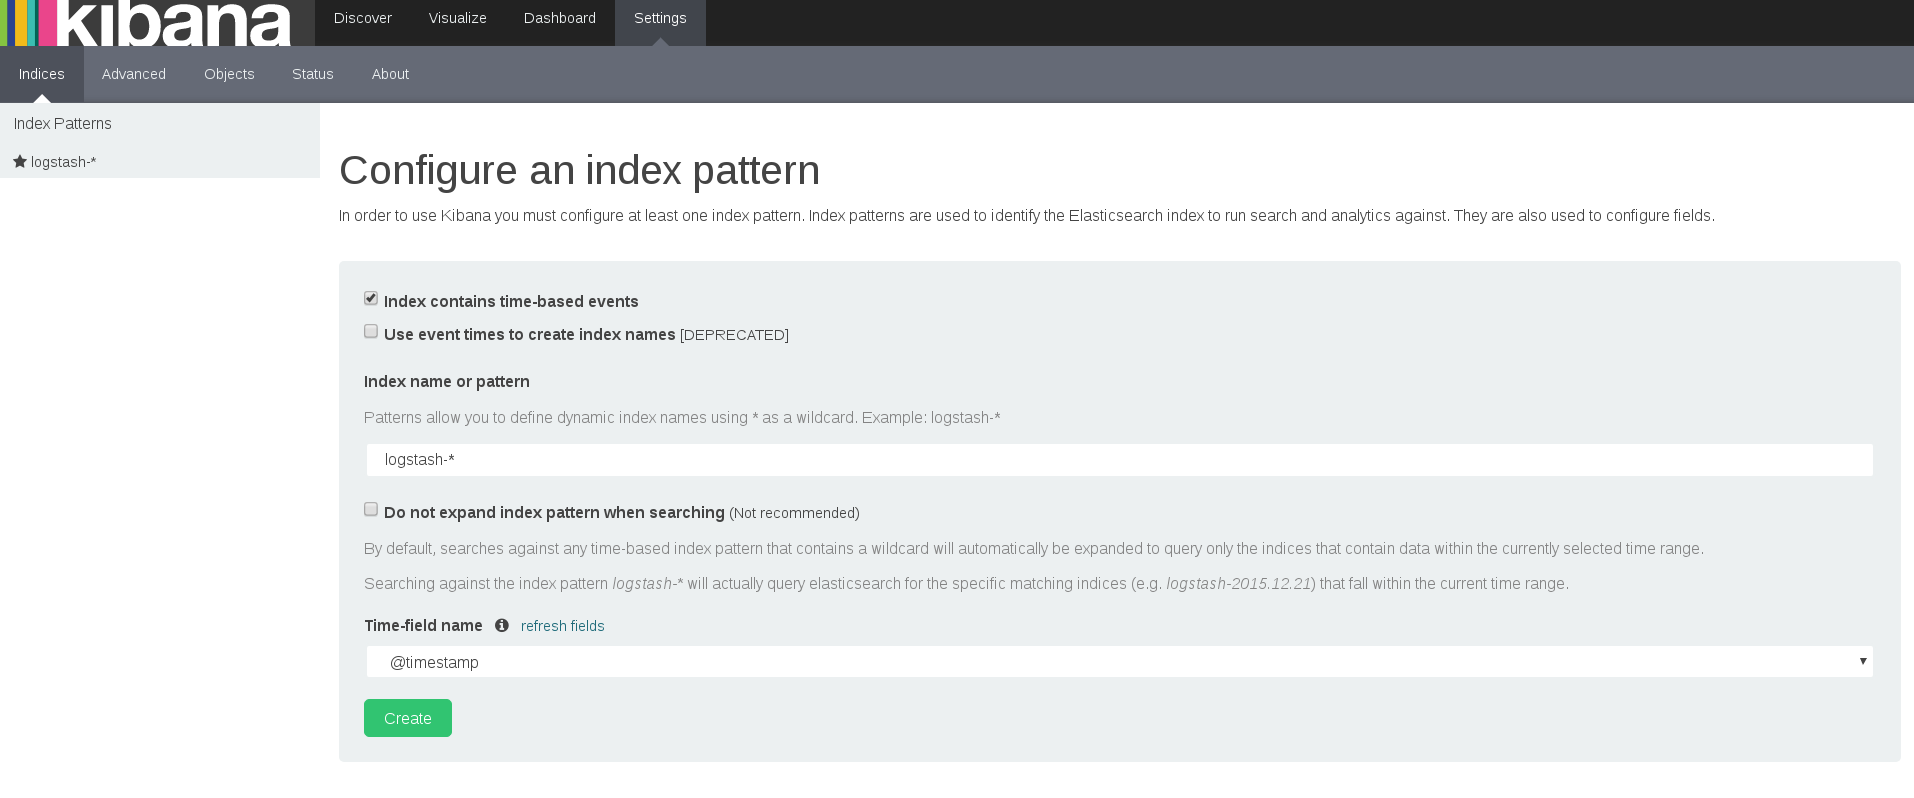 kibana Discover Visualize Dashboard Settings
Indices Advanced Objects Status About
Index Patterns
logstash-*
Configure an index pattern
In order to use Kibana you must configure at least one index pattern. Index patterns are used to identify the Elasticsearch index to run search and analytics against. They are also used to configure fields.
Index contains time-based events
Use event times to create index names [DEPRECATED]
Index name or pattern
Patterns allow you to define dynamic index names using * as a wildcard. Example: logstash-*
logstash-*
Do not expand index pattern when searching (Not recommended)
By default, searches against any time-based index pattern that contains a wildcard will automatically be expanded to query only the indices that contain data within the currently selected time range.
Searching against the index pattern logstash-* will actually query elasticsearch for the specific matching indices (e.g. logstash-2015.12.21) that fall within the current time range.
Time-field name refresh fields
@timestamp
Create